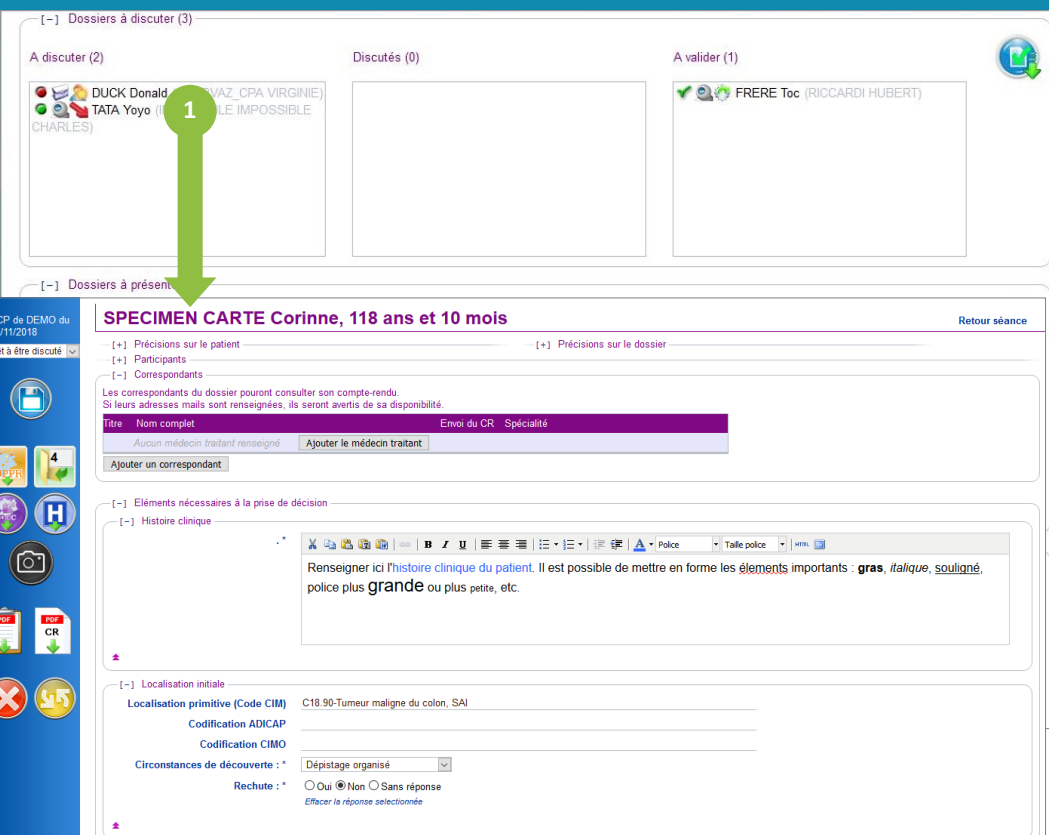 [-] Dossiers à discuter (3)
A discuter (2) Discutés (0) A valider (1)
DUCK Donald VAZ_CPA VIRGINIE)
TATA Yoyo LE IMPOSSIBLE
CHARLES)
FRERE Toc (RICCARDI HUBERT)
1
[-] Dossiers à présent
CP de DEMO du
/11/2018
êt à être discuté
4
PDF
PDF
CR
SPECIMEN CARTE Corinne, 118 ans et 10 mois
Retour séance
[+] Précisions sur le patient [+] Précisions sur le dossier
[+] Participants
[-] Correspondants
Les correspondants du dossier pouront consulter son compte-rendu.
Si leurs adresses mails sont renseignées, ils seront avertis de sa disponibilité.
Titre Nom complet Envoi du CR Spécialité
Aucun médecin traitant renseigné Ajouter le médecin traitant
Ajouter un correspondant
[-] Eléments nécessaires à la prise de décision
[-] Histoire clinique
. *
B I U A Police Taille police HTML
Renseigner ici l'histoire clinique du patient. Il est possible de mettre en forme les élements importants : gras, italique, souligné,
police plus grande ou plus petite, etc.
[-] Localisation initiale
Localisation primitive (Code CIM) C18.90-Tumeur maligne du colon, SAI
Codification ADICAP
Codification CIMO
Circonstances de découverte : * Dépistage organisé
Rechute : * Oui Non Sans réponse
Effacer la réponse selectionnée